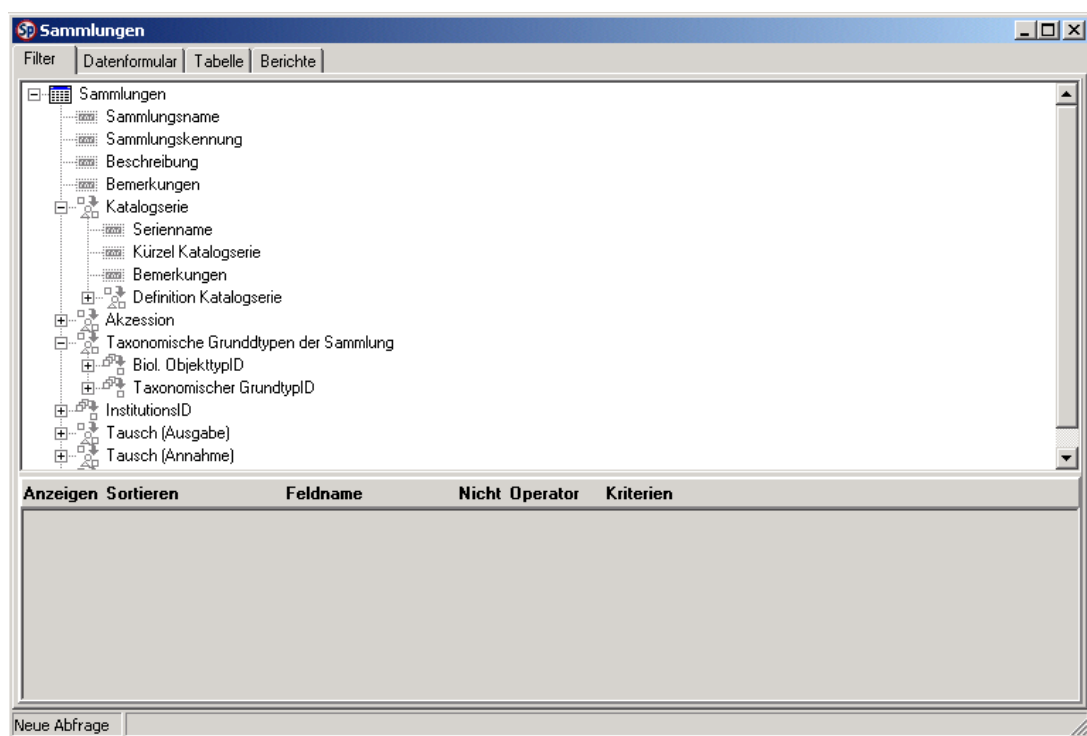 Sp Sammlungen
Filter Datenformular Tabelle Berichte
Sammlungen
Sammlungsname
Sammlungskennung
Beschreibung
Bemerkungen
Katalogserie
Serienname
Kürzel Katalogserie
Bemerkungen
Definition Katalogserie
Akzession
Taxonomische Grunddtypen der Sammlung
Biol. ObjekttypID
Taxonomischer GrundtypID
InstitutionsID
Tausch (Ausgabe)
Tausch (Annahme)
Anzeigen Sortieren Feldname Nicht Operator Kriterien
Neue Abfrage